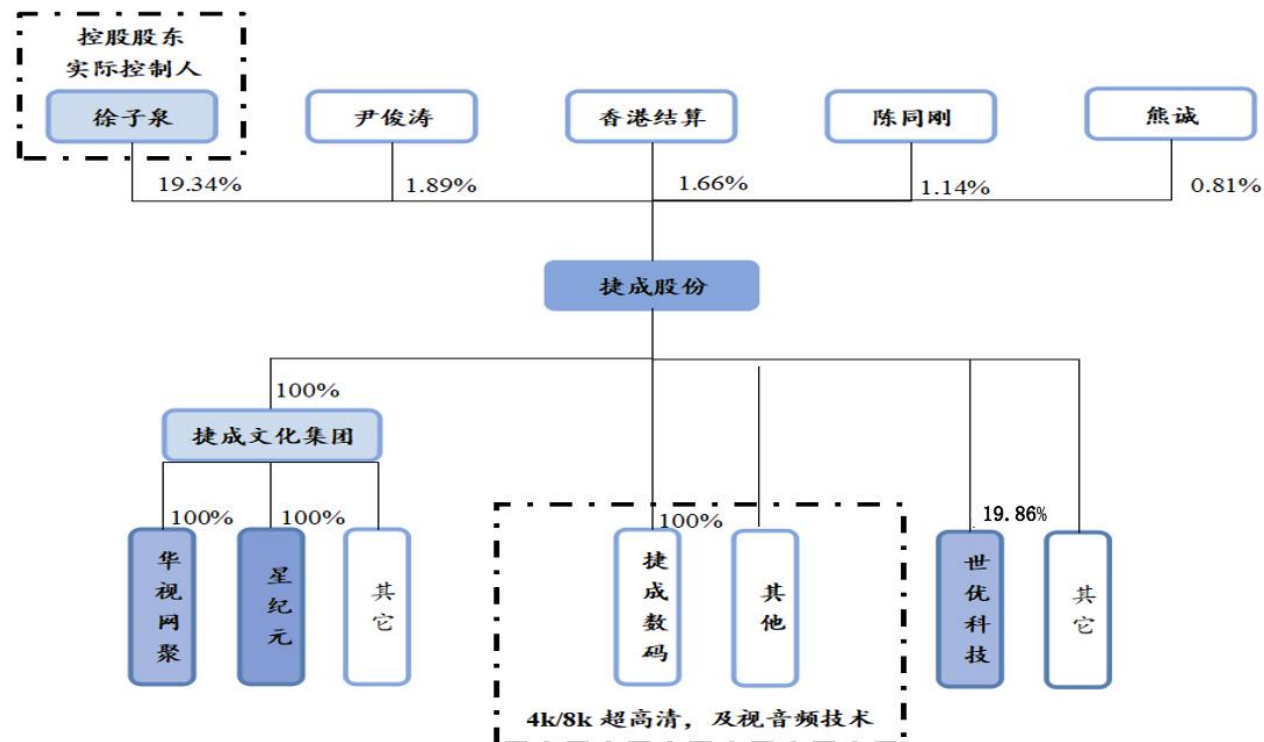 控股股东
实际控制人
徐子泉
尹俊涛
香港结算
陈同刚
熊诚
19.34%
1.89%
1.66%
1.14%
0.81%
捷成股份
100%
捷成文化集团
100%
100%
100%
19.86%
华视网聚
星纪元
其它
捷成数码
其他
世优科技
其它
4k/8k 超高清，及视音频技术